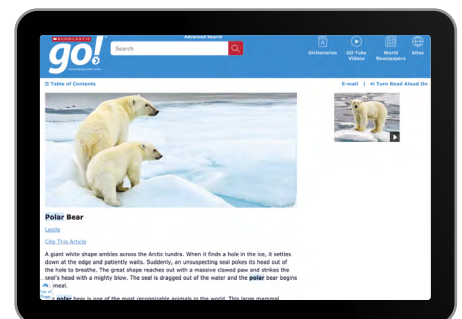 SCHOLASTIC
go!
Advanced Search
Search
Dictionaries
GO Tube
Videos
World
Newspapers
Atlas
Table of Contents
E-mail | Turn Read Aloud On
Polar Bear
Lexile
Cite This Article
A giant white shape ambles across the Arctic tundra. When it finds a hole in the ice, it settles
down at the edge and patiently waits. Suddenly, an unsuspecting seal pokes its head out of
the hole to breathe. The great shape reaches out with a massive clawed paw and strikes the
seal's head with a mighty blow. The seal is dragged out of the water and the polar bear begins
meal.
polar bear is one of the most recognizable animals in the world. This large mammal